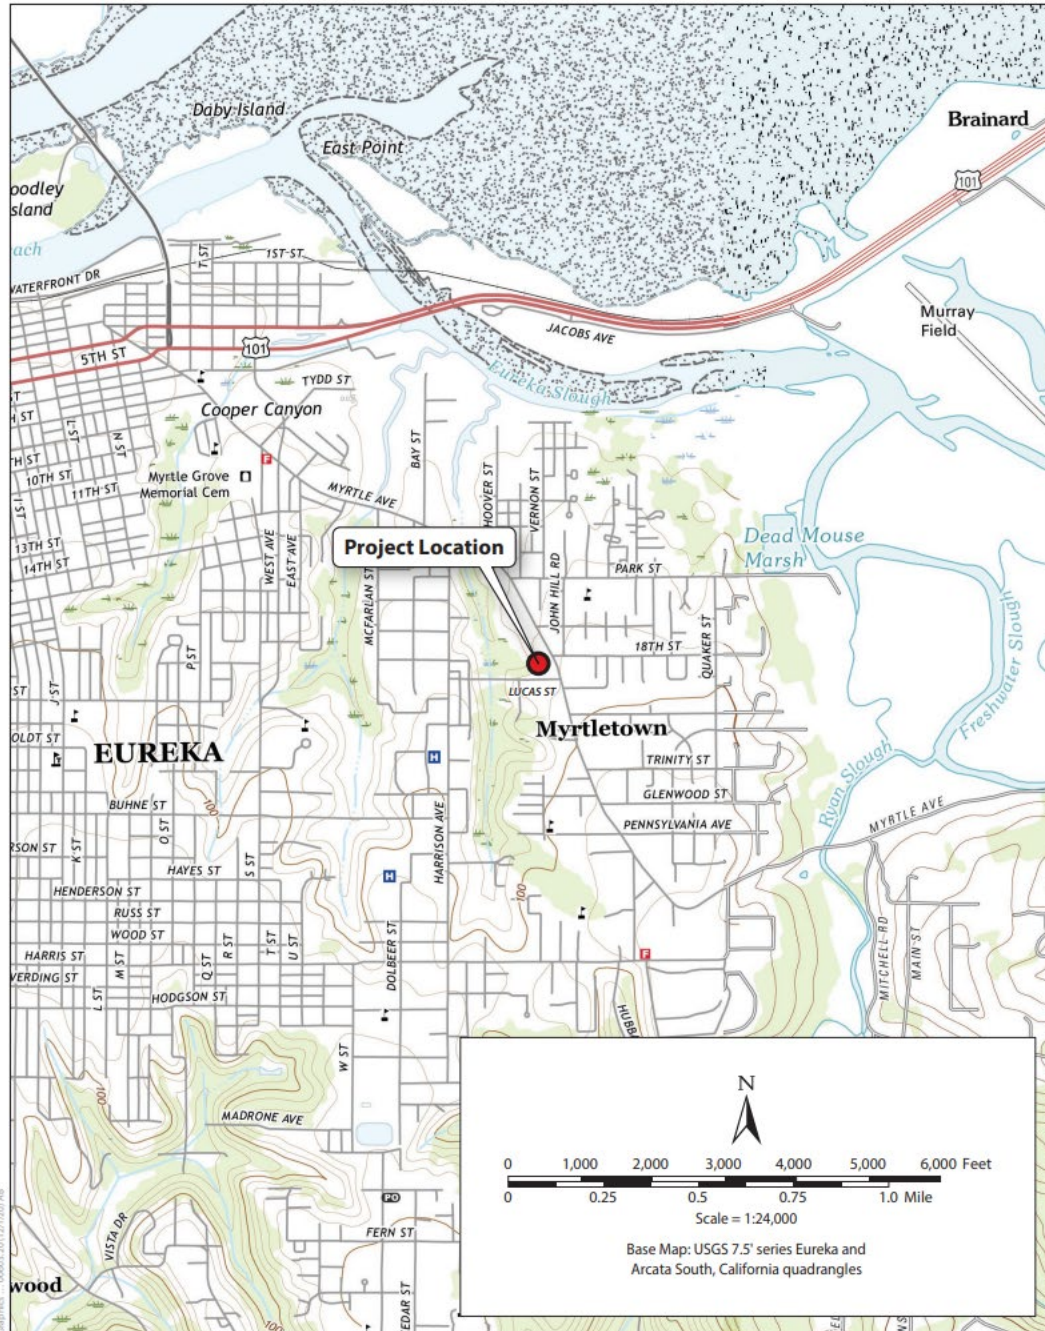 Daby Island
East Point
Brainard
101
oodley
sland
ach
T ST
1ST ST
WATERFRONT DR
Murray
Field
JACOBS AVE
5TH ST
101
Eureka Slough
TYDD ST
ST
H ST
Cooper Canyon
L ST
N ST
BAY ST
TH ST
F
10TH ST
Myrtle Grove
Memorial Cem
11TH ST
I ST
MYRTLE AVE
HOOVER ST
VERNON ST
13TH ST
14TH ST
WEST AVE
EAST AVE
Project Location
Dead Mouse
Marsh
MCFARLAN ST
JOHN HILL RD
PARK ST
Freshwater Slough
P ST
18TH ST
QUAKER ST
ST
J ST
LUCAS ST
OLDT ST
EUREKA
Myrtletown
H
TRINITY ST
Ryan Slough
GLENWOOD ST
100
BUHNE ST
PENNSYLVANIA AVE
MYRTLE AVE
O ST
HARRISON AVE
RSON ST
K ST
HAYES ST
S ST
H
HENDERSON ST
100
RUSS ST
WOOD ST
HARRIS ST
M ST
Q ST
R ST
T ST
U ST
DOLBEER ST
F
MITCHELL RD
MAIN ST
VERDING ST
L ST
HODGSON ST
HUBBA
W ST
100
MADRONE AVE
PO
VISTA DR
FERN ST
wood
EDAR ST
100
N
0 1,000 2,000 3,000 4,000 5,000 6,000 Feet
0 0.25 0.5 0.75 1.0 Mile
Scale = 1:24,000
Base Map: USGS 7.5' series Eureka and
Arcata South, California quadrangles